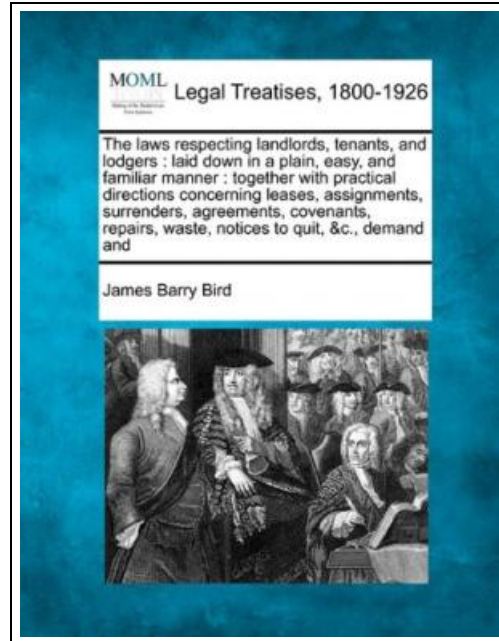 MOML
Legal Treatises, 1800-1926
The laws respecting landlords, tenants, and
lodgers : laid down in a plain, easy, and
familiar manner : together with practical
directions concerning leases, assignments,
surrenders, agreements, covenants,
repairs, waste, notices to quit, &c., demand
and
James Barry Bird